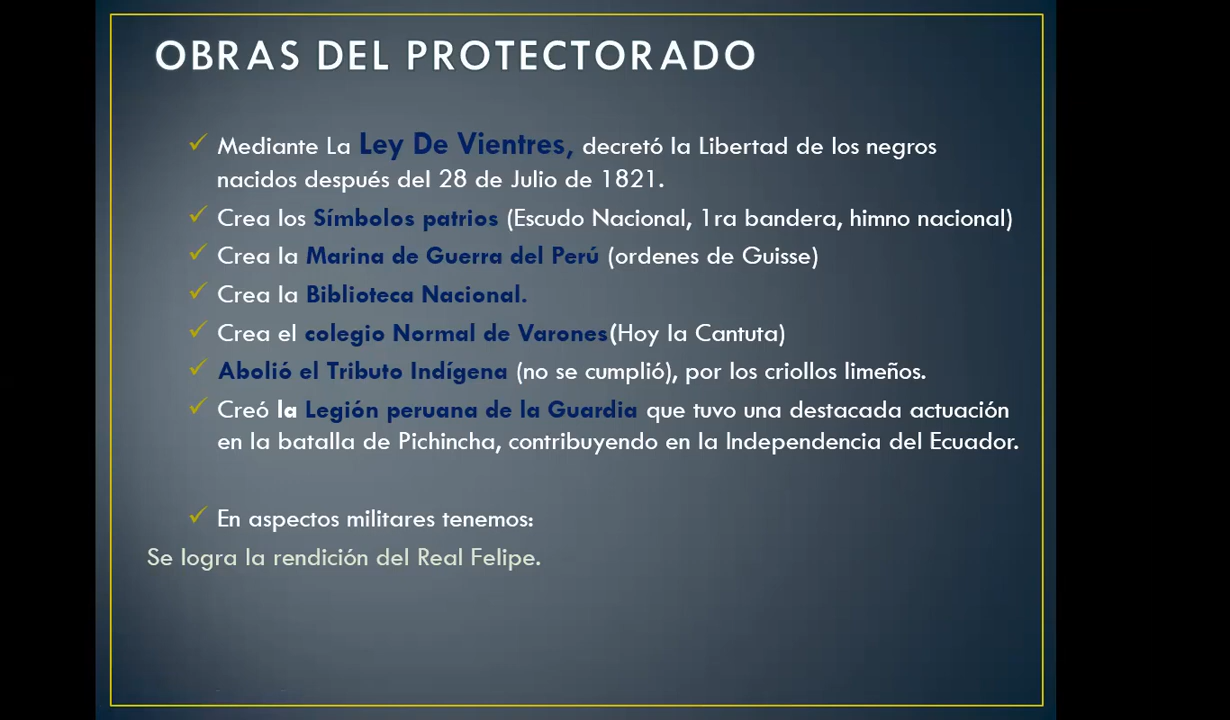 OBRAS DEL PROTECTORADO
✓ Mediante La Ley De Vientres, decretó la Libertad de los negros
nacidos después del 28 de Julio de 1821.
✓ Crea los Símbolos patrios (Escudo Nacional, 1ra bandera, himno nacional)
✓ Crea la Marina de Guerra del Perú (ordenes de Guisse)
✓ Crea la Biblioteca Nacional.
✓ Crea el colegio Normal de Varones(Hoy la Cantuta)
✓ Abolió el Tributo Indígena (no se cumplió), por los criollos limeños.
✓ Creó la Legión peruana de la Guardia que tuvo una destacada actuación
en la batalla de Pichincha, contribuyendo en la Independencia del Ecuador.
✓ En aspectos militares tenemos:
Se logra la rendición del Real Felipe.